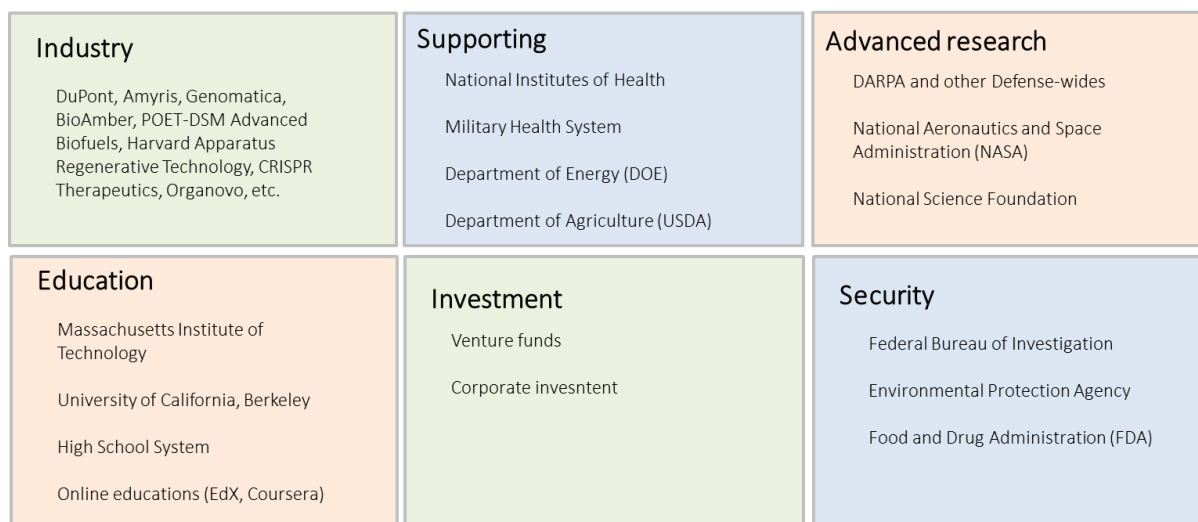 Industry
DuPont, Amyris, Genomatica,
BioAmber, POET-DSM Advanced
Biofuels, Harvard Apparatus
Regenerative Technology, CRISPR
Therapeutics, Organovo, etc.
Supporting
National Institutes of Health
Military Health System
Department of Energy (DOE)
Department of Agriculture (USDA)
Advanced research
DARPA and other Defense-wides
National Aeronautics and Space
Administration (NASA)
National Science Foundation
Education
Massachusetts Institute of
Technology
University of California, Berkeley
High School System
Online educations (EdX, Coursera)
Investment
Venture funds
Corporate invesntent
Security
Federal Bureau of Investigation
Environmental Protection Agency
Food and Drug Administration (FDA)